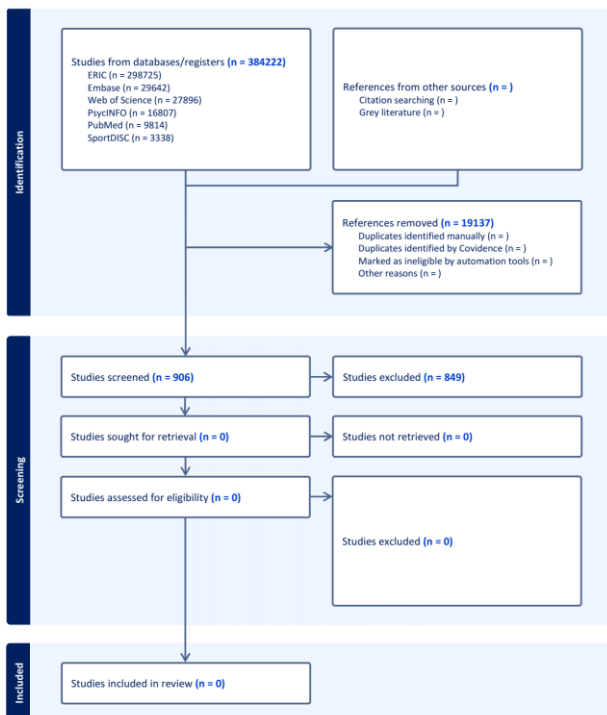 Identification
Studies from databases/registers (n = 384222)
ERIC (n = 298725)
Embase (n = 29642)
Web of Science (n = 27896)
PsycINFO (n = 16807)
PubMed (n = 9814)
SportDISC (n = 3338)
References from other sources (n = )
Citation searching (n = )
Grey literature (n = )
References removed (n = 19137)
Duplicates identified manually (n = )
Duplicates identified by Covidence (n = )
Marked as ineligible by automation tools (n = )
Other reasons (n = )
Screening
Studies screened (n = 906)
Studies excluded (n = 849)
Studies sought for retrieval (n = 0)
Studies not retrieved (n = 0)
Studies assessed for eligibility (n = 0)
Studies excluded (n = 0)
Included
Studies included in review (n = 0)